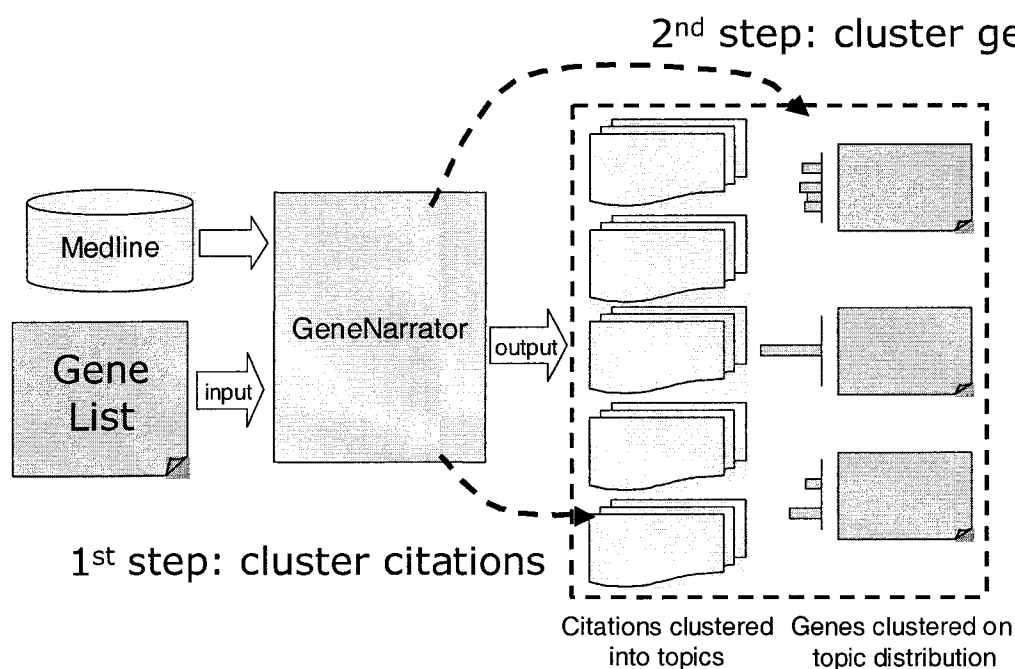 2nd step: cluster ge
Medline
GeneNarrator
output
Gene
List
input
1st step: cluster citations
Citations clustered
into topics
Genes clustered on
topic distribution